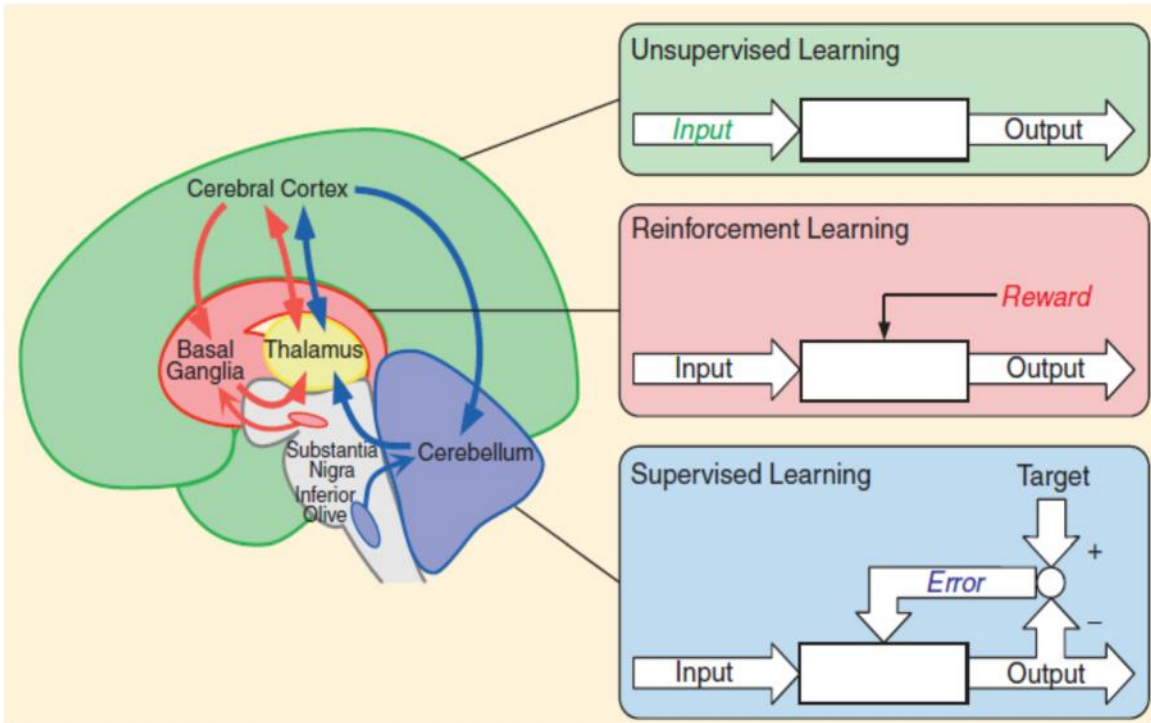 Unsupervised Learning
Input
Output
Reinforcement Learning
Reward
Input
Output
Supervised Learning
Target
+
Error
–
Input
Output
Cerebral Cortex
Basal
Ganglia
Thalamus
Substantia
Nigra
Inferior
Olive
Cerebellum